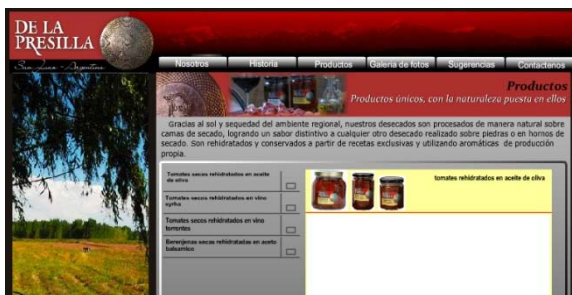 DE LA
PRESILLA
San Luis - Argentina
Nosotros
Historia
Productos
Galeria de fotos
Sugerencias
Contactenos
Productos
Productos únicos, con la naturaleza puesta en ellos
Gracias al sol y sequedad del ambiente regional, nuestros desecados son procesados de manera natural sobre
camas de secado, logrando un sabor distintivo a cualquier otro desecado realizado sobre piedras o en hornos de
secado. Son rehidratados y conservados a partir de recetas exclusivas y utilizando aromáticas de producción
propia.
Tomates secos rehidratados en aceite
de oliva
Tomates secos rehidratados en vino
syrha
Tomates secos rehidratados en vino
torrontes
Berenjenas secas rehidratadas en aceto
balsamico
tomates rehidratados en aceite de oliva